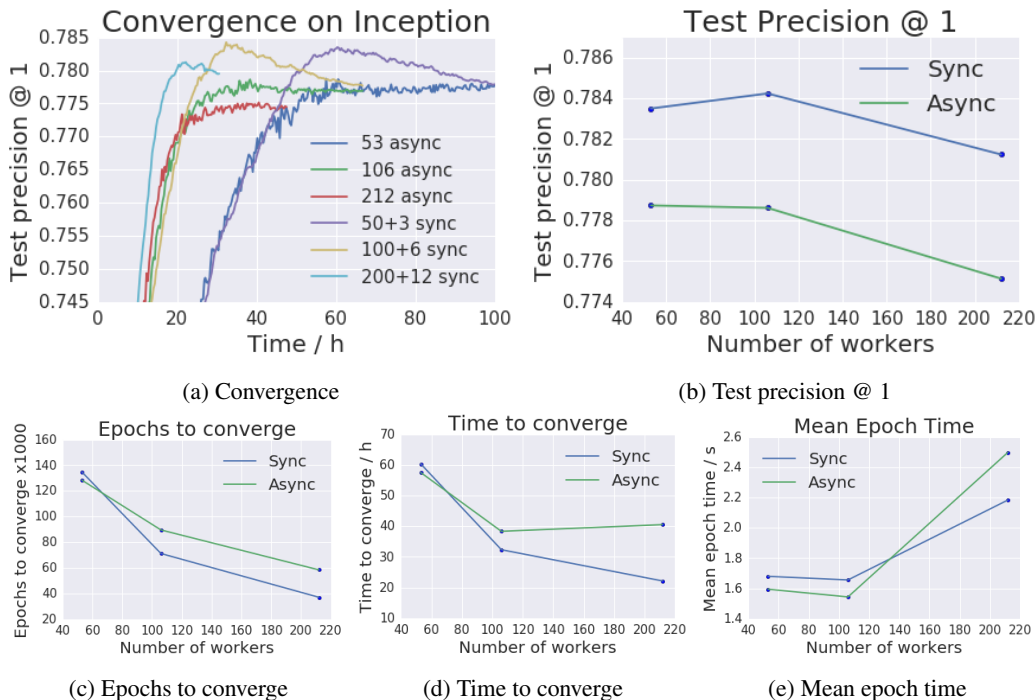 Convergence on Inception
Test precision @ 1
0.785
0.780
0.775
0.770
0.765
0.760
0.755
0.750
0.745
53 async
106 async
212 async
50+3 sync
100+6 sync
200+12 sync
0 20 40 60 80 100
Time / h
(a) Convergence
Test Precision @ 1
Test precision @ 1
0.786
0.784
0.782
0.780
0.778
0.776
0.774
Sync
Async
40 60 80 100 120 140 160 180 200 220
Number of workers
(b) Test precision @ 1
Epochs to converge
Epochs to converge x1000
160
140
120
100
80
60
40
20
Sync
Async
40 60 80 100 120 140 160 180 200 220
Number of workers
(c) Epochs to converge
Time to converge
Time to converge / h
70
60
50
40
30
20
10
Sync
Async
40 60 80 100 120 140 160 180 200 220
Number of workers
(d) Time to converge
Mean Epoch Time
Mean epoch time / s
2.6
2.4
2.2
2.0
1.8
1.6
1.4
Sync
Async
40 60 80 100 120 140 160 180 200 220
Number of workers
(e) Mean epoch time